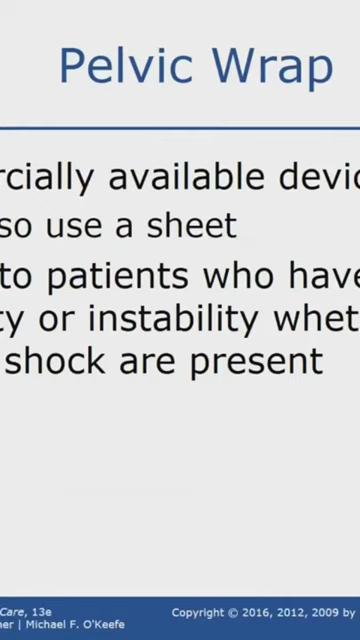 Pelvic Wrap
rcially available devic
so use a sheet
to patients who have
ty or instability whet
shock are present
Care, 13e
Copyright © 2016, 2012, 2009 by
ner | Michael F. O'Keefe